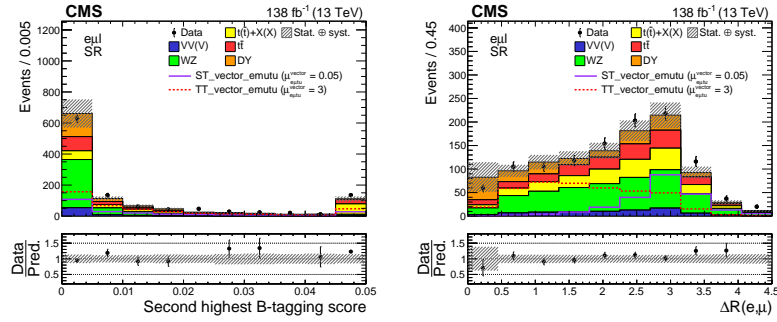 CMS 138 fb⁻¹ (13 TeV)
Events / 0.005
1200
1000
800
600
400
200
0
eμl
SR
Data t(t̄)+X(X) Stat. ⊕ syst.
VV(V) tt̄
WZ DY
ST_vector_emutu (μ^vector_eμtu = 0.05)
TT_vector_emutu (μ^vector_eμtu = 3)
Data
Pred.
1.5
1.0
0.5
0 0.01 0.02 0.03 0.04 0.05
Second highest B-tagging score
CMS 138 fb⁻¹ (13 TeV)
Events / 0.45
400
350
300
250
200
150
100
50
0
eμl
SR
Data t(t̄)+X(X) Stat. ⊕ syst.
VV(V) tt̄
WZ DY
ST_vector_emutu (μ^vector_eμtu = 0.05)
TT_vector_emutu (μ^vector_eμtu = 3)
Data
Pred.
1.5
1
0.5
0 0.5 1 1.5 2 2.5 3 3.5 4 4.5
ΔR(e,μ)